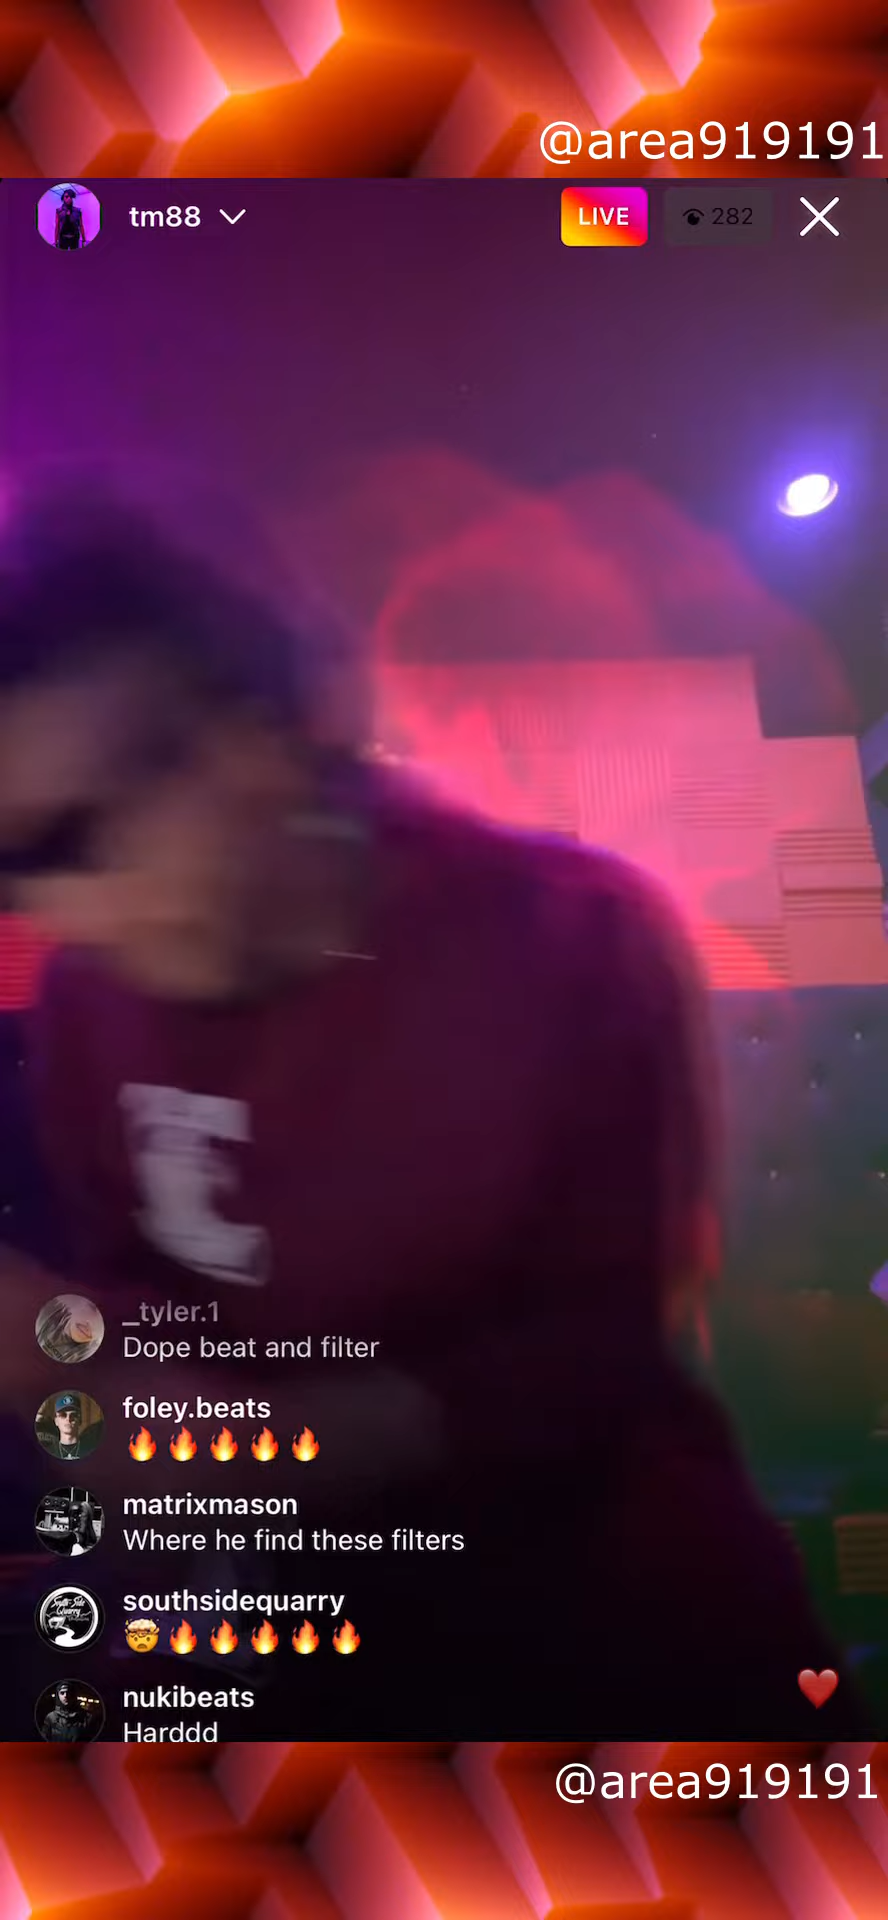 @area919191
tm88
LIVE
282
_tyler.1
Dope beat and filter
foley.beats
🔥🔥🔥🔥🔥
matrixmason
Where he find these filters
southsidequarry
🤯🔥🔥🔥🔥🔥
nukibeats
Harddd
@area919191